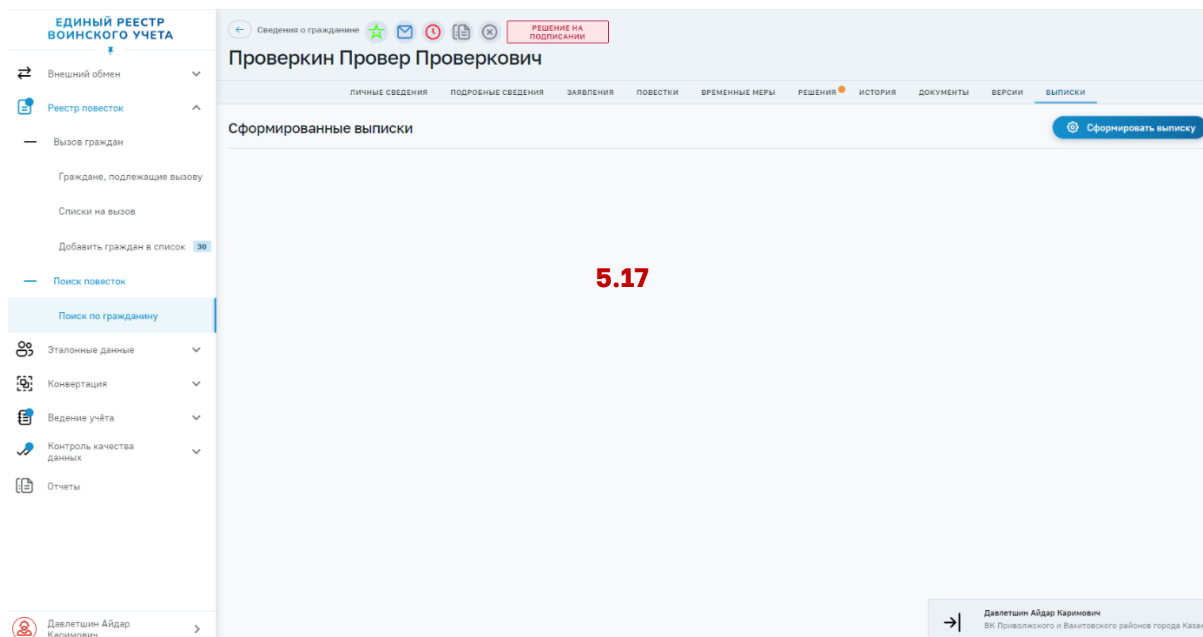 ЕДИНЫЙ РЕЕСТР
ВОИНСКОГО УЧЕТА
Внешний обмен
Реестр повесток
Вызов граждан
Граждане, подлежащие вызову
Списки на вызов
Добавить граждан в список 30
Поиск повесток
Поиск по гражданину
Эталонные данные
Конвертация
Ведение учёта
Контроль качества
данных
Отчеты
Давлетшин Айдар
Каримович
Сведения о гражданине
РЕШЕНИЕ НА
ПОДПИСАНИИ
Проверкин Провер Проверкович
ЛИЧНЫЕ СВЕДЕНИЯ ПОДРОБНЫЕ СВЕДЕНИЯ ЗАЯВЛЕНИЯ ПОВЕСТКИ ВРЕМЕННЫЕ МЕРЫ РЕШЕНИЯ ИСТОРИЯ ДОКУМЕНТЫ ВЕРСИИ ВЫПИСКИ
Сформированные выписки
Сформировать выписку
5.17
Давлетшин Айдар Каримович
ВК Приволжского и Вахитовского районов города Казан